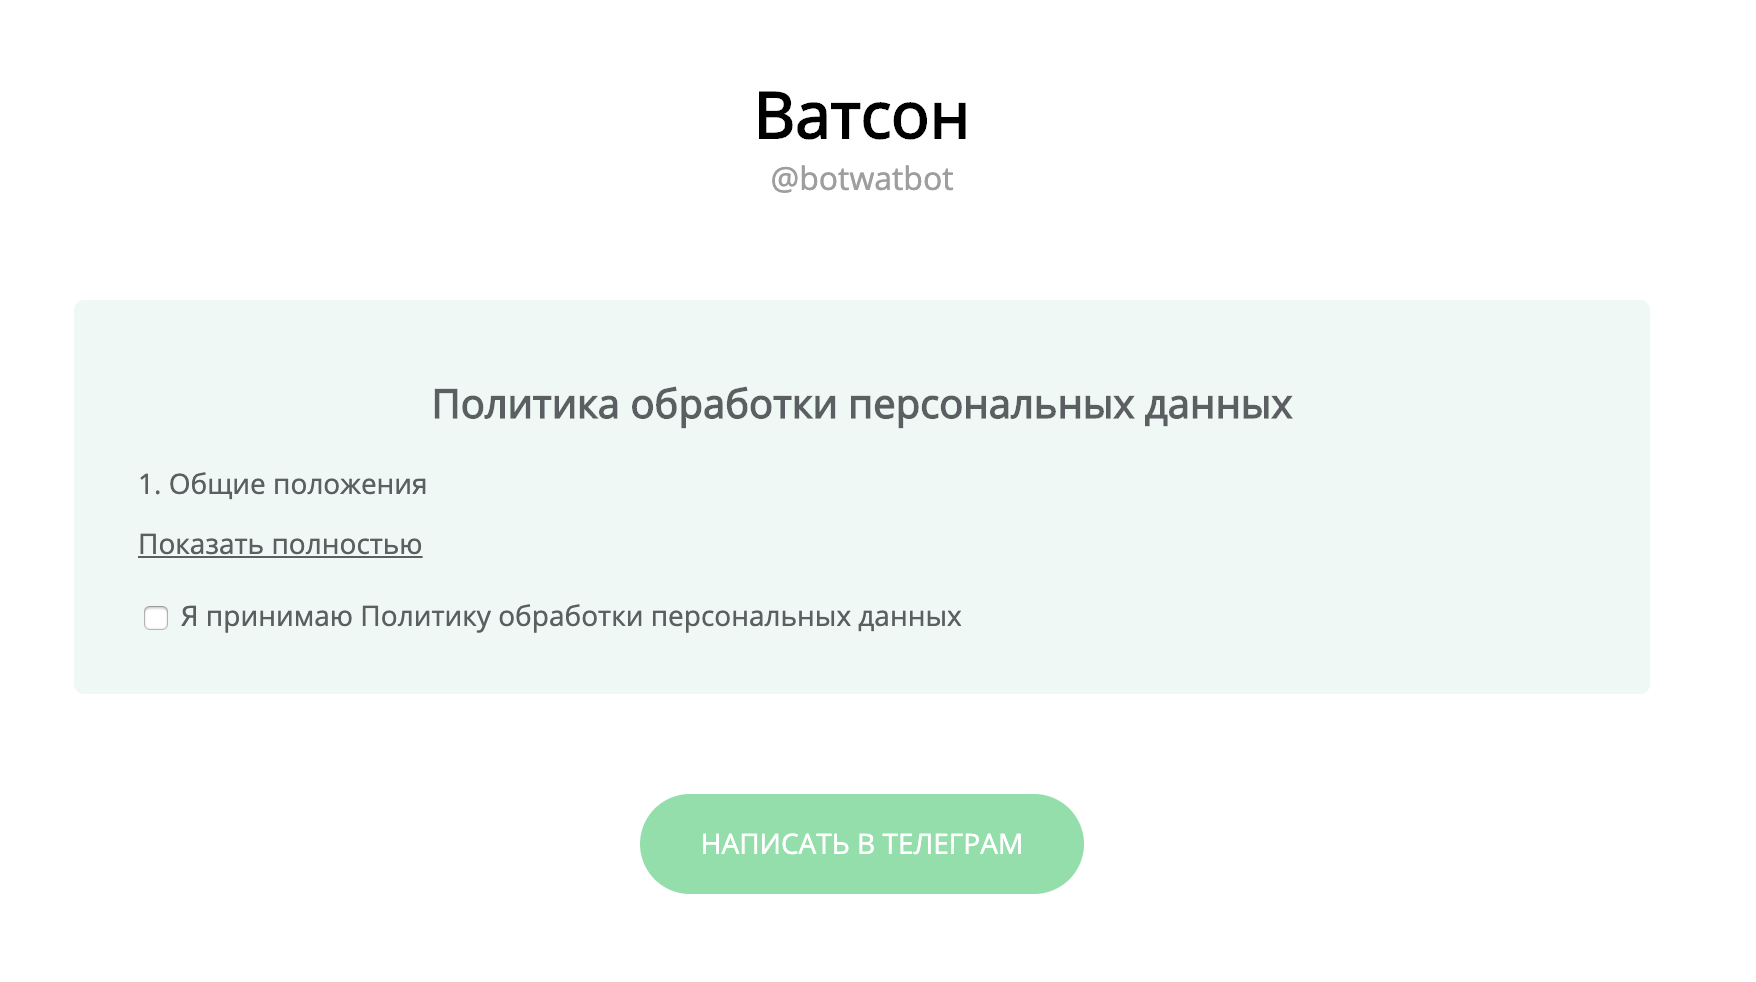 Ватсон
@botwatbot
Политика обработки персональных данных
1. Общие положения
Показать полностью
Я принимаю Политику обработки персональных данных
НАПИСАТЬ В ТЕЛЕГРАМ